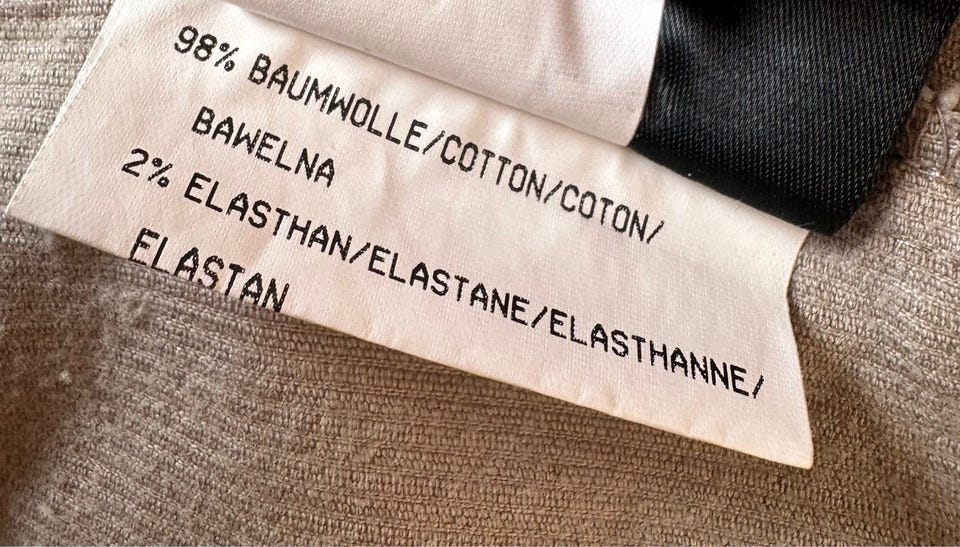 98% BAUMWOLLE/COTTON/COTON/
BAWELNA
2% ELASTHAN/ELASTANE/ELASTHANNE/
ELASTAN